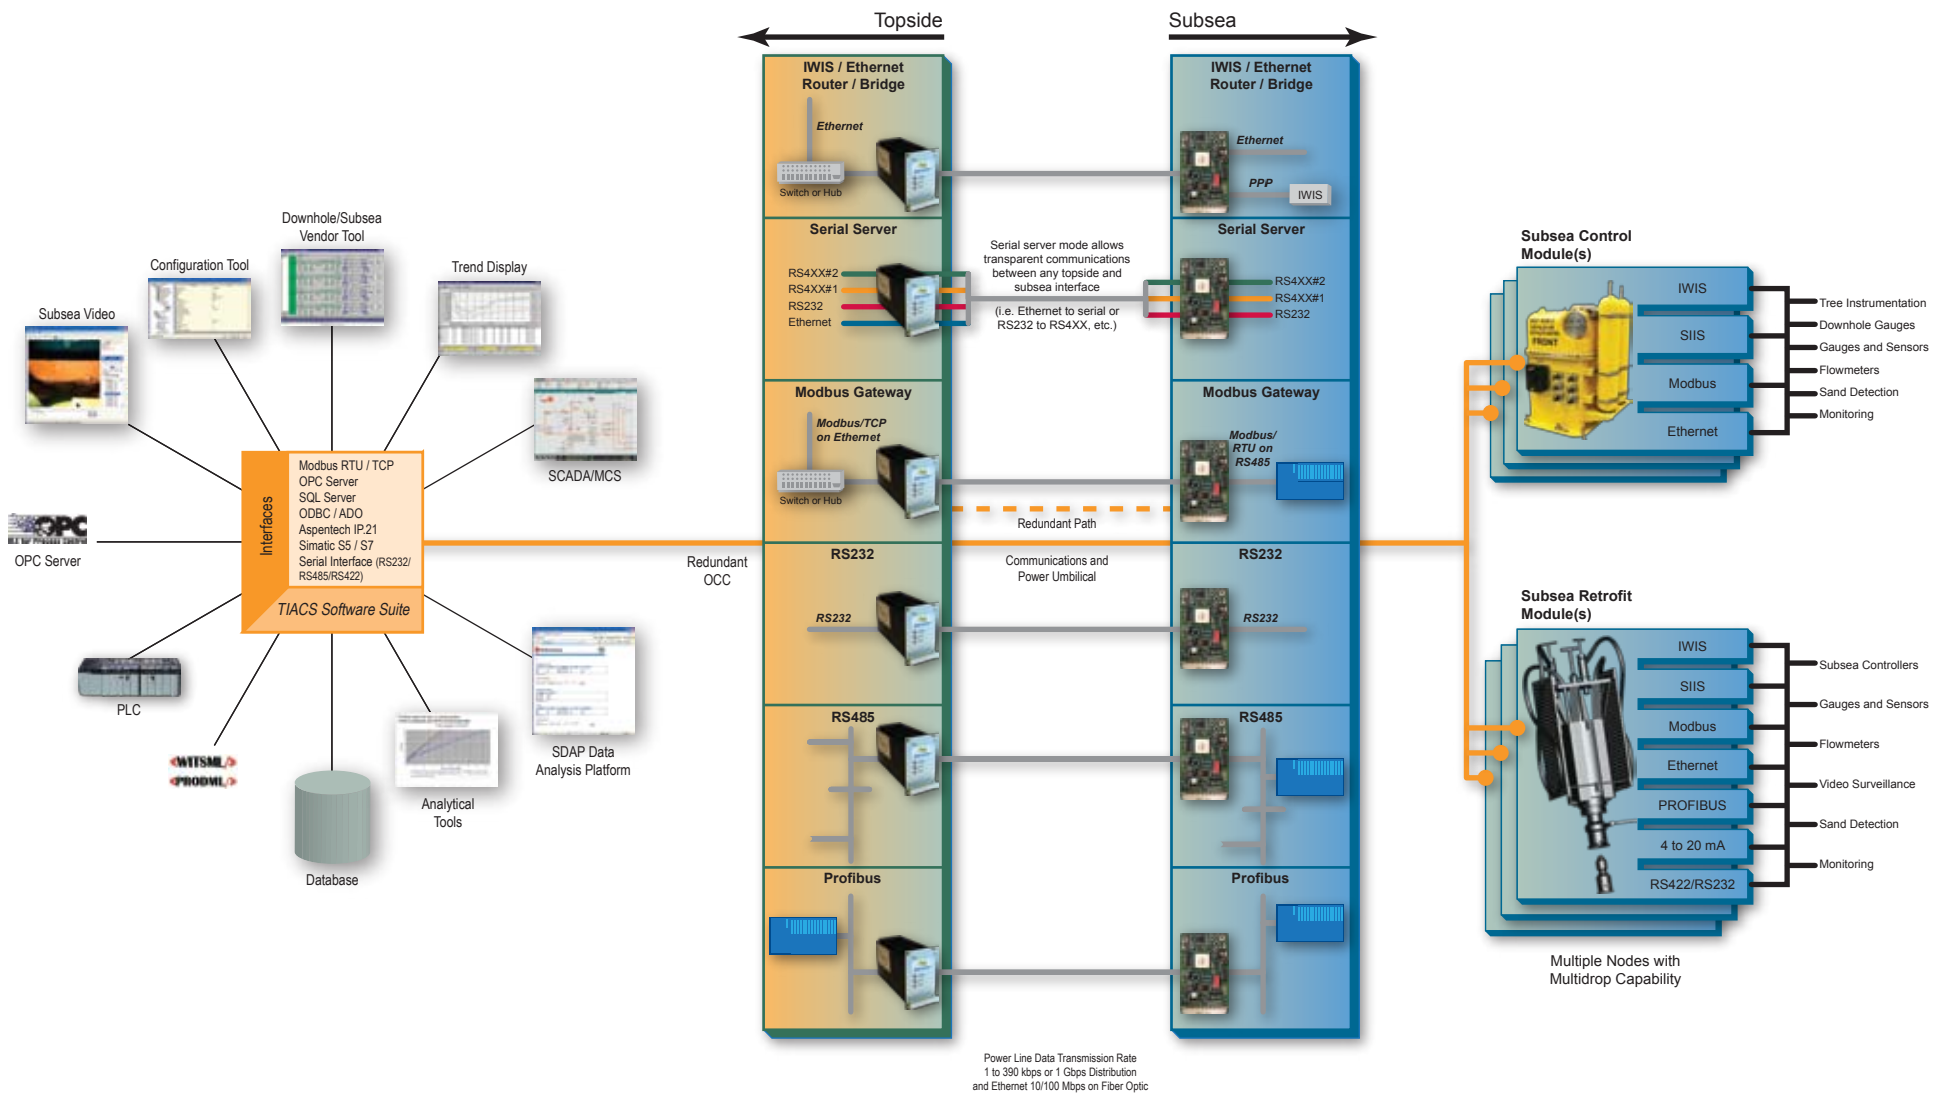 Topside
Subsea
IWIS / Ethernet
Router / Bridge
Ethernet
Switch or Hub
IWIS / Ethernet
Router / Bridge
Ethernet
PPP
IWIS
Serial Server
RS4XX#2
RS4XX#1
RS232
Ethernet
Serial server mode allows
transparent communications
between any topside and
subsea interface
(i.e. Ethernet to serial or
RS232 to RS4XX, etc.)
Serial Server
RS4XX#2
RS4XX#1
RS232
Modbus Gateway
Modbus/TCP
on Ethernet
Switch or Hub
Modbus Gateway
Modbus/
RTU on
RS485
Redundant Path
Redundant
OCC
Communications and
Power Umbilical
RS232
RS232
RS232
RS232
RS485
RS485
Profibus
Profibus
Power Line Data Transmission Rate
1 to 390 kbps or 1 Gbps Distribution
and Ethernet 10/100 Mbps on Fiber Optic
Downhole/Subsea
Vendor Tool
Configuration Tool
Trend Display
Subsea Video
SCADA/MCS
Interfaces
Modbus RTU / TCP
OPC Server
SQL Server
ODBC / ADO
Aspentech IP.21
Simatic S5 / S7
Serial Interface (RS232/
RS485/RS422)
TIACS Software Suite
OPC
OPC Server
PLC
<WITSML/>
<PRODML/>
Database
Analytical
Tools
SDAP Data
Analysis Platform
Subsea Control
Module(s)
FRONT
IWIS
SIIS
Modbus
Ethernet
Tree Instrumentation
Downhole Gauges
Gauges and Sensors
Flowmeters
Sand Detection
Monitoring
Subsea Retrofit
Module(s)
IWIS
SIIS
Modbus
Ethernet
PROFIBUS
4 to 20 mA
RS422/RS232
Subsea Controllers
Gauges and Sensors
Flowmeters
Video Surveillance
Sand Detection
Monitoring
Multiple Nodes with
Multidrop Capability